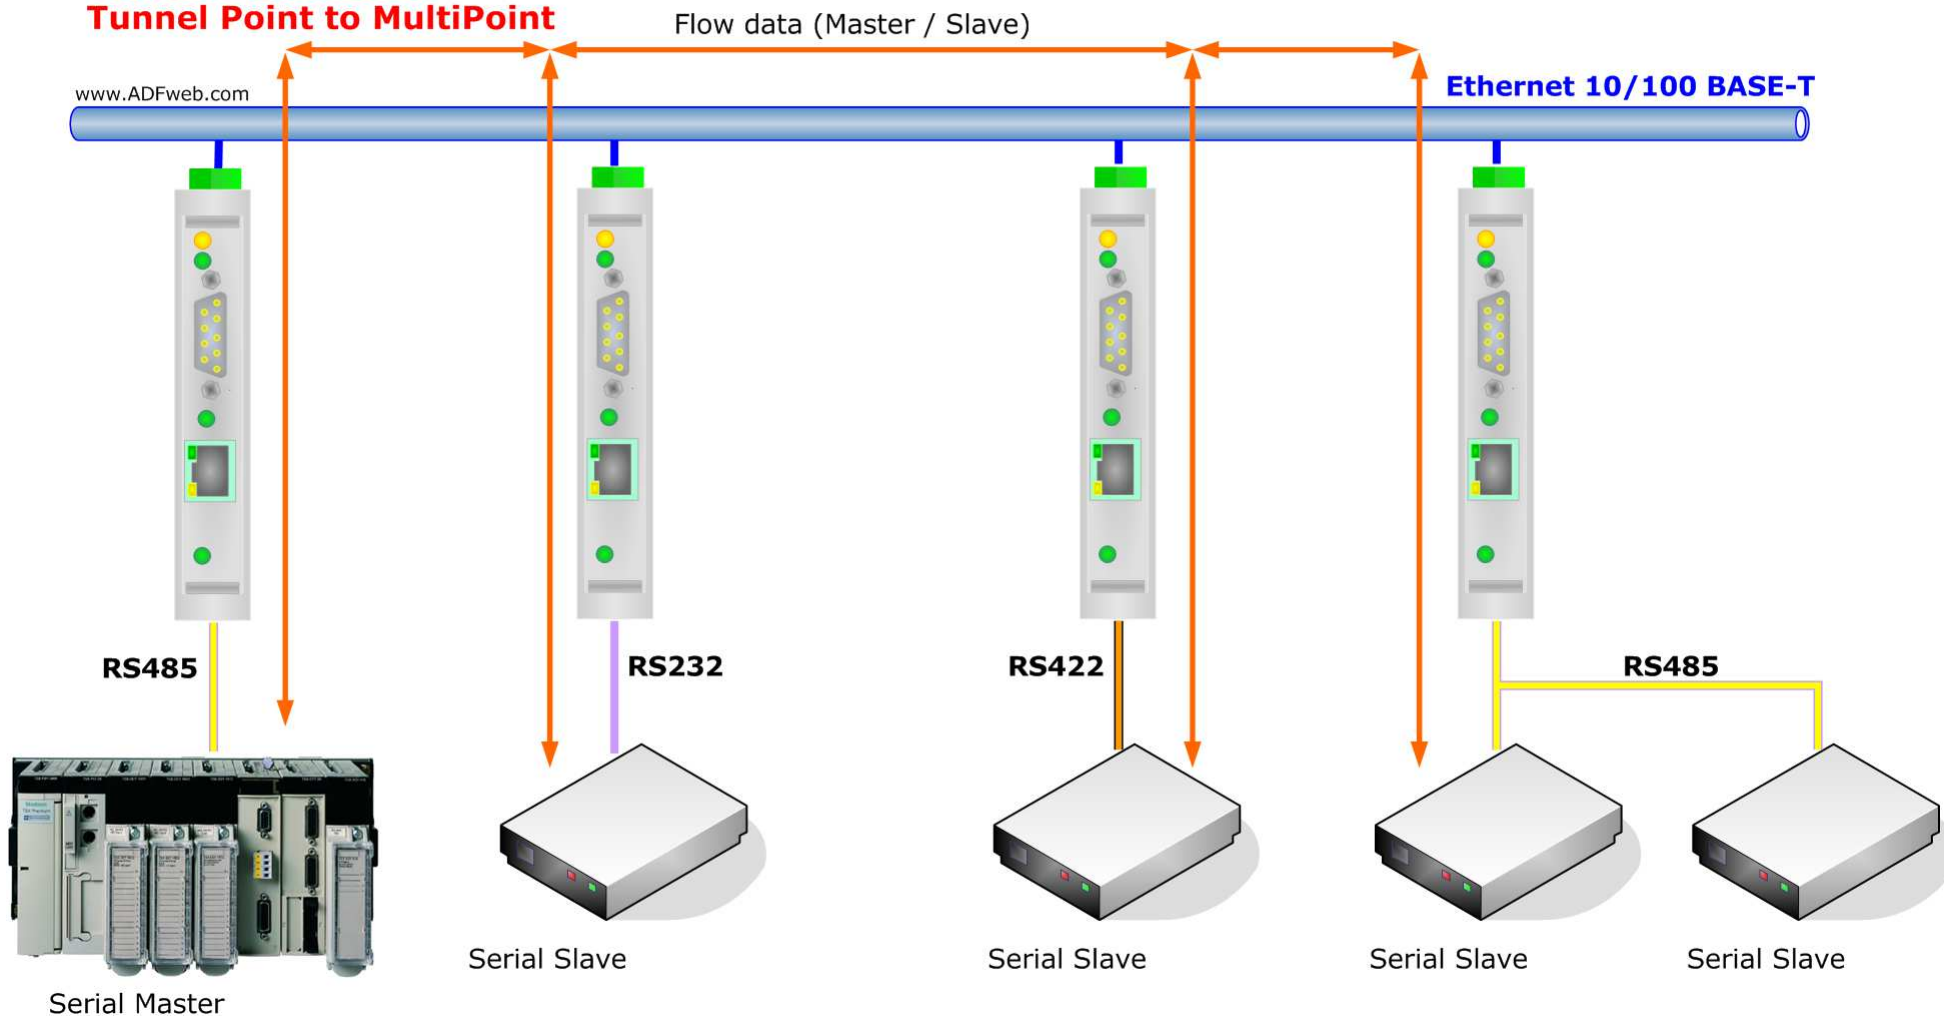 Tunnel Point to MultiPoint
Flow data (Master / Slave)
www.ADFweb.com
Ethernet 10/100 BASE-T
RS485
RS232
RS422
RS485
Serial Slave
Serial Slave
Serial Slave
Serial Slave
Serial Master